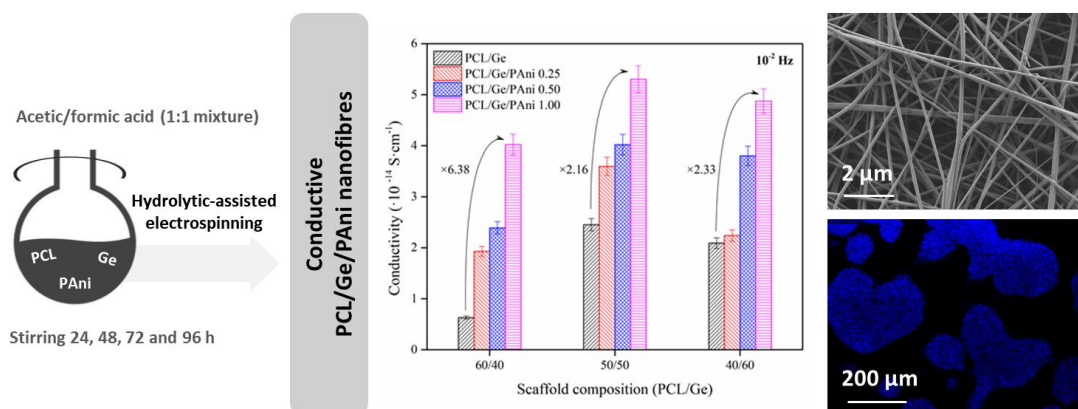 Acetic/formic acid (1:1 mixture)
PCL
Ge
PAni
Stirring 24, 48, 72 and 96 h
Hydrolytic-assisted
electrospinning
Conductive
PCL/Ge/PAni nanofibres
Conductivity (·10⁻¹⁴ S·cm⁻¹)
6
5
4
3
2
1
0
PCL/Ge
PCL/Ge/PAni 0.25
PCL/Ge/PAni 0.50
PCL/Ge/PAni 1.00
10⁻² Hz
×6.38
×2.16
×2.33
60/40
50/50
40/60
Scaffold composition (PCL/Ge)
2 µm
200 µm